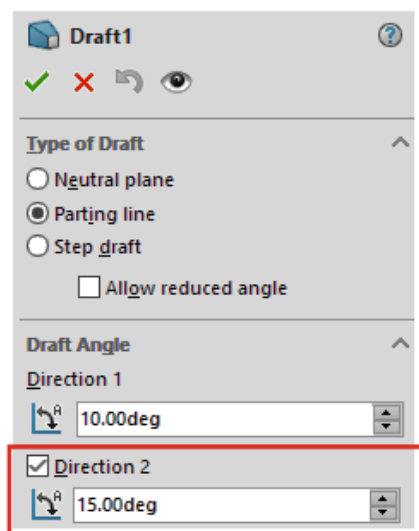 Draft1
Type of Draft
Neutral plane
Parting line
Step draft
Allow reduced angle
Draft Angle
Direction 1
10.00deg
Direction 2
15.00deg